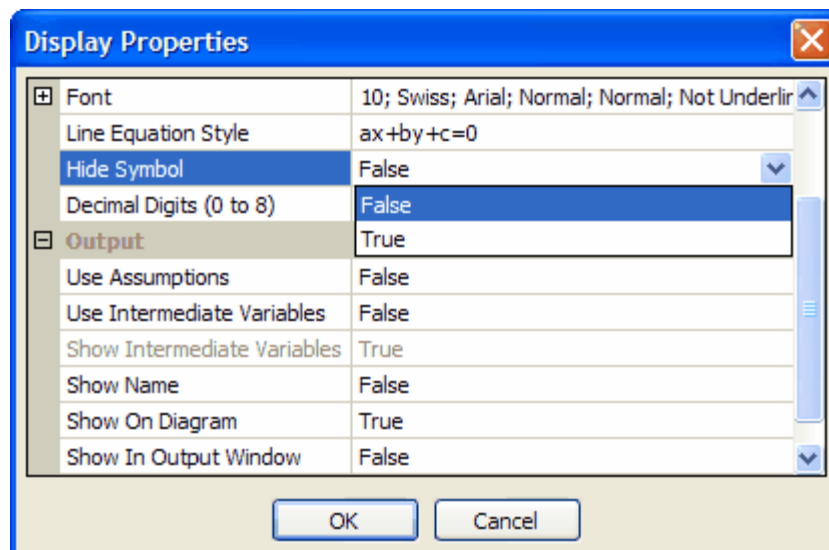 Display Properties
Font 10; Swiss; Arial; Normal; Normal; Not Underlin
Line Equation Style ax+by+c=0
Hide Symbol False
Decimal Digits (0 to 8) False
Output True
Use Assumptions False
Use Intermediate Variables False
Show Intermediate Variables True
Show Name False
Show On Diagram True
Show In Output Window False
OK Cancel